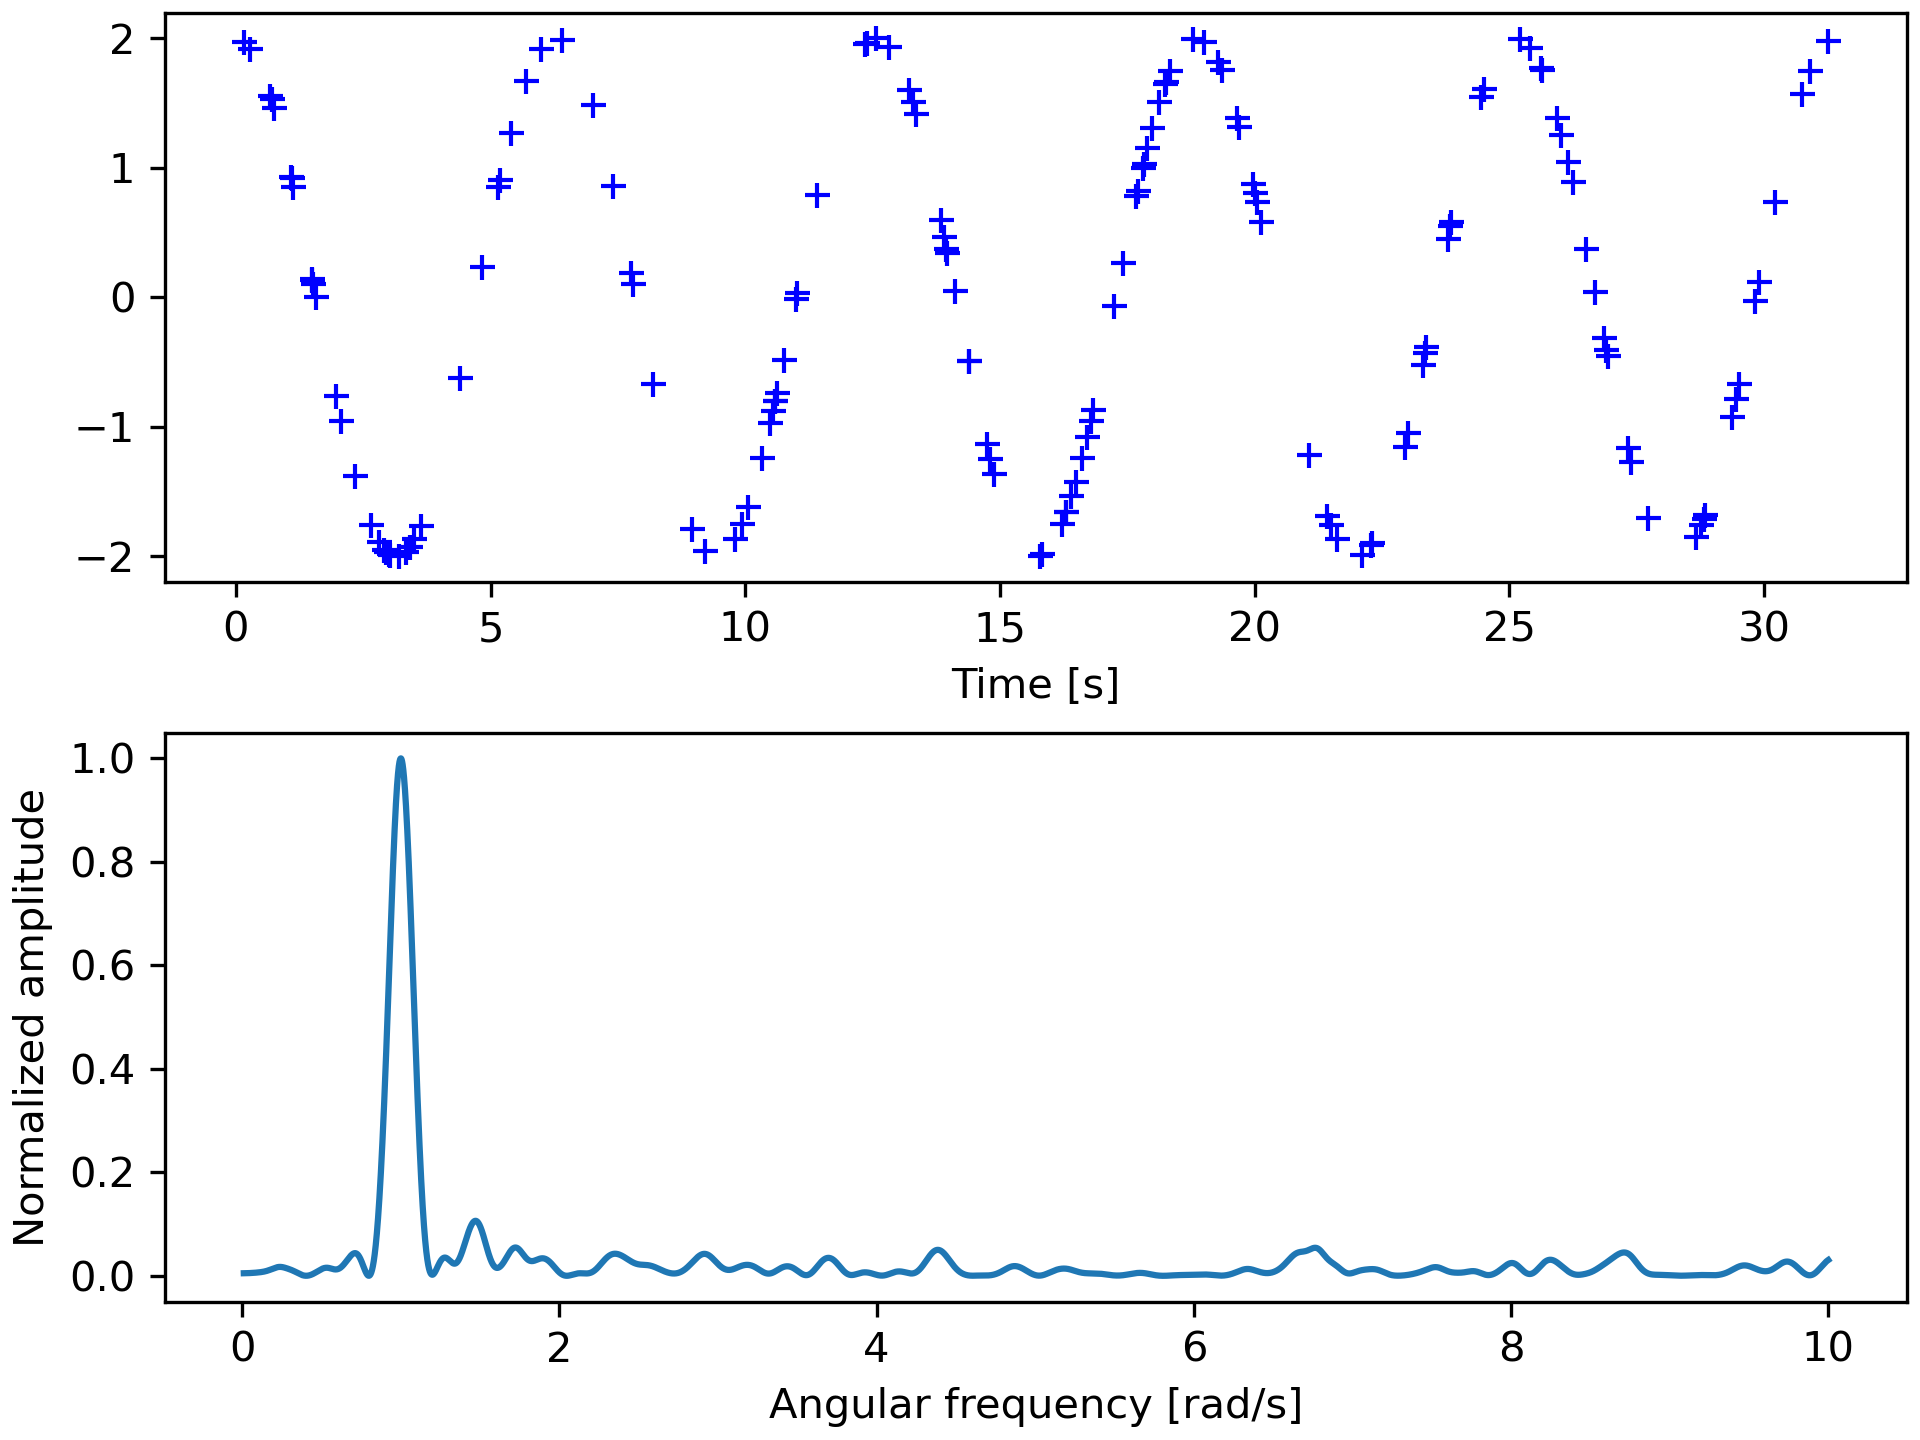 2
1
0
−1
−2
0 5 10 15 20 25 30
Time [s]
1.0
0.8
0.6
0.4
0.2
0.0
Normalized amplitude
0 2 4 6 8 10
Angular frequency [rad/s]